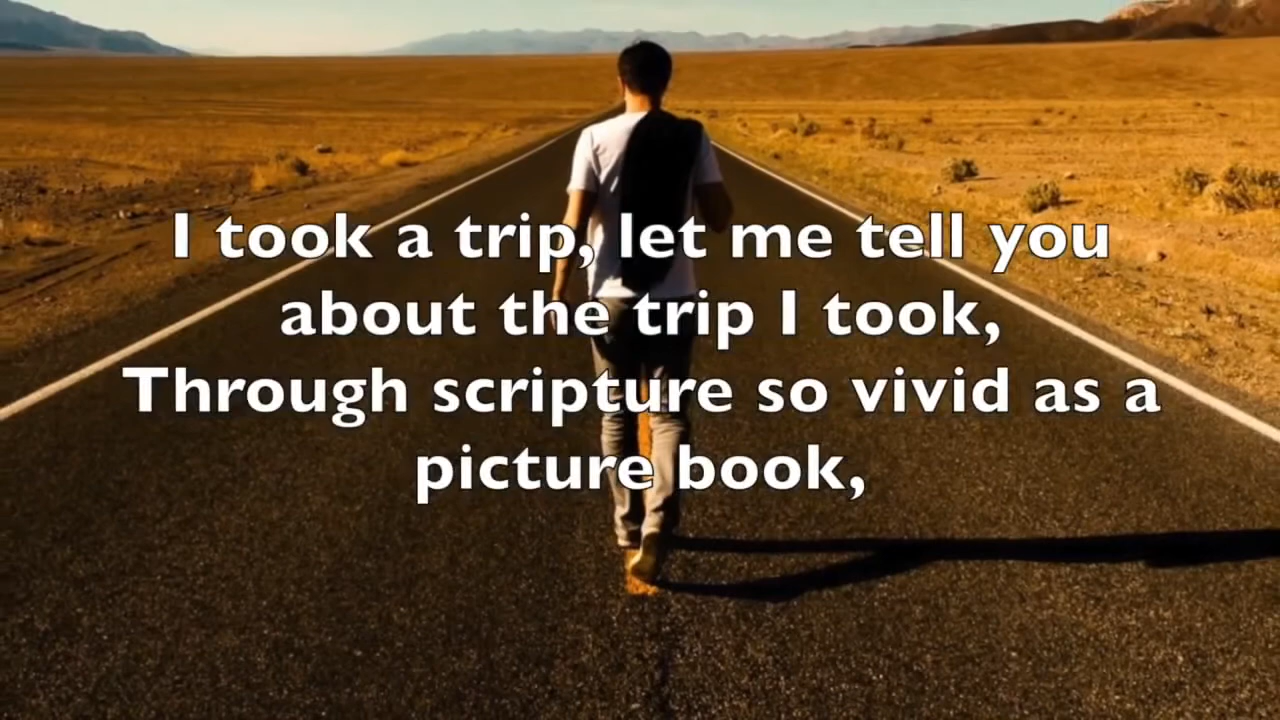 I took a trip, let me tell you
about the trip I took,
Through scripture so vivid as a
picture book,